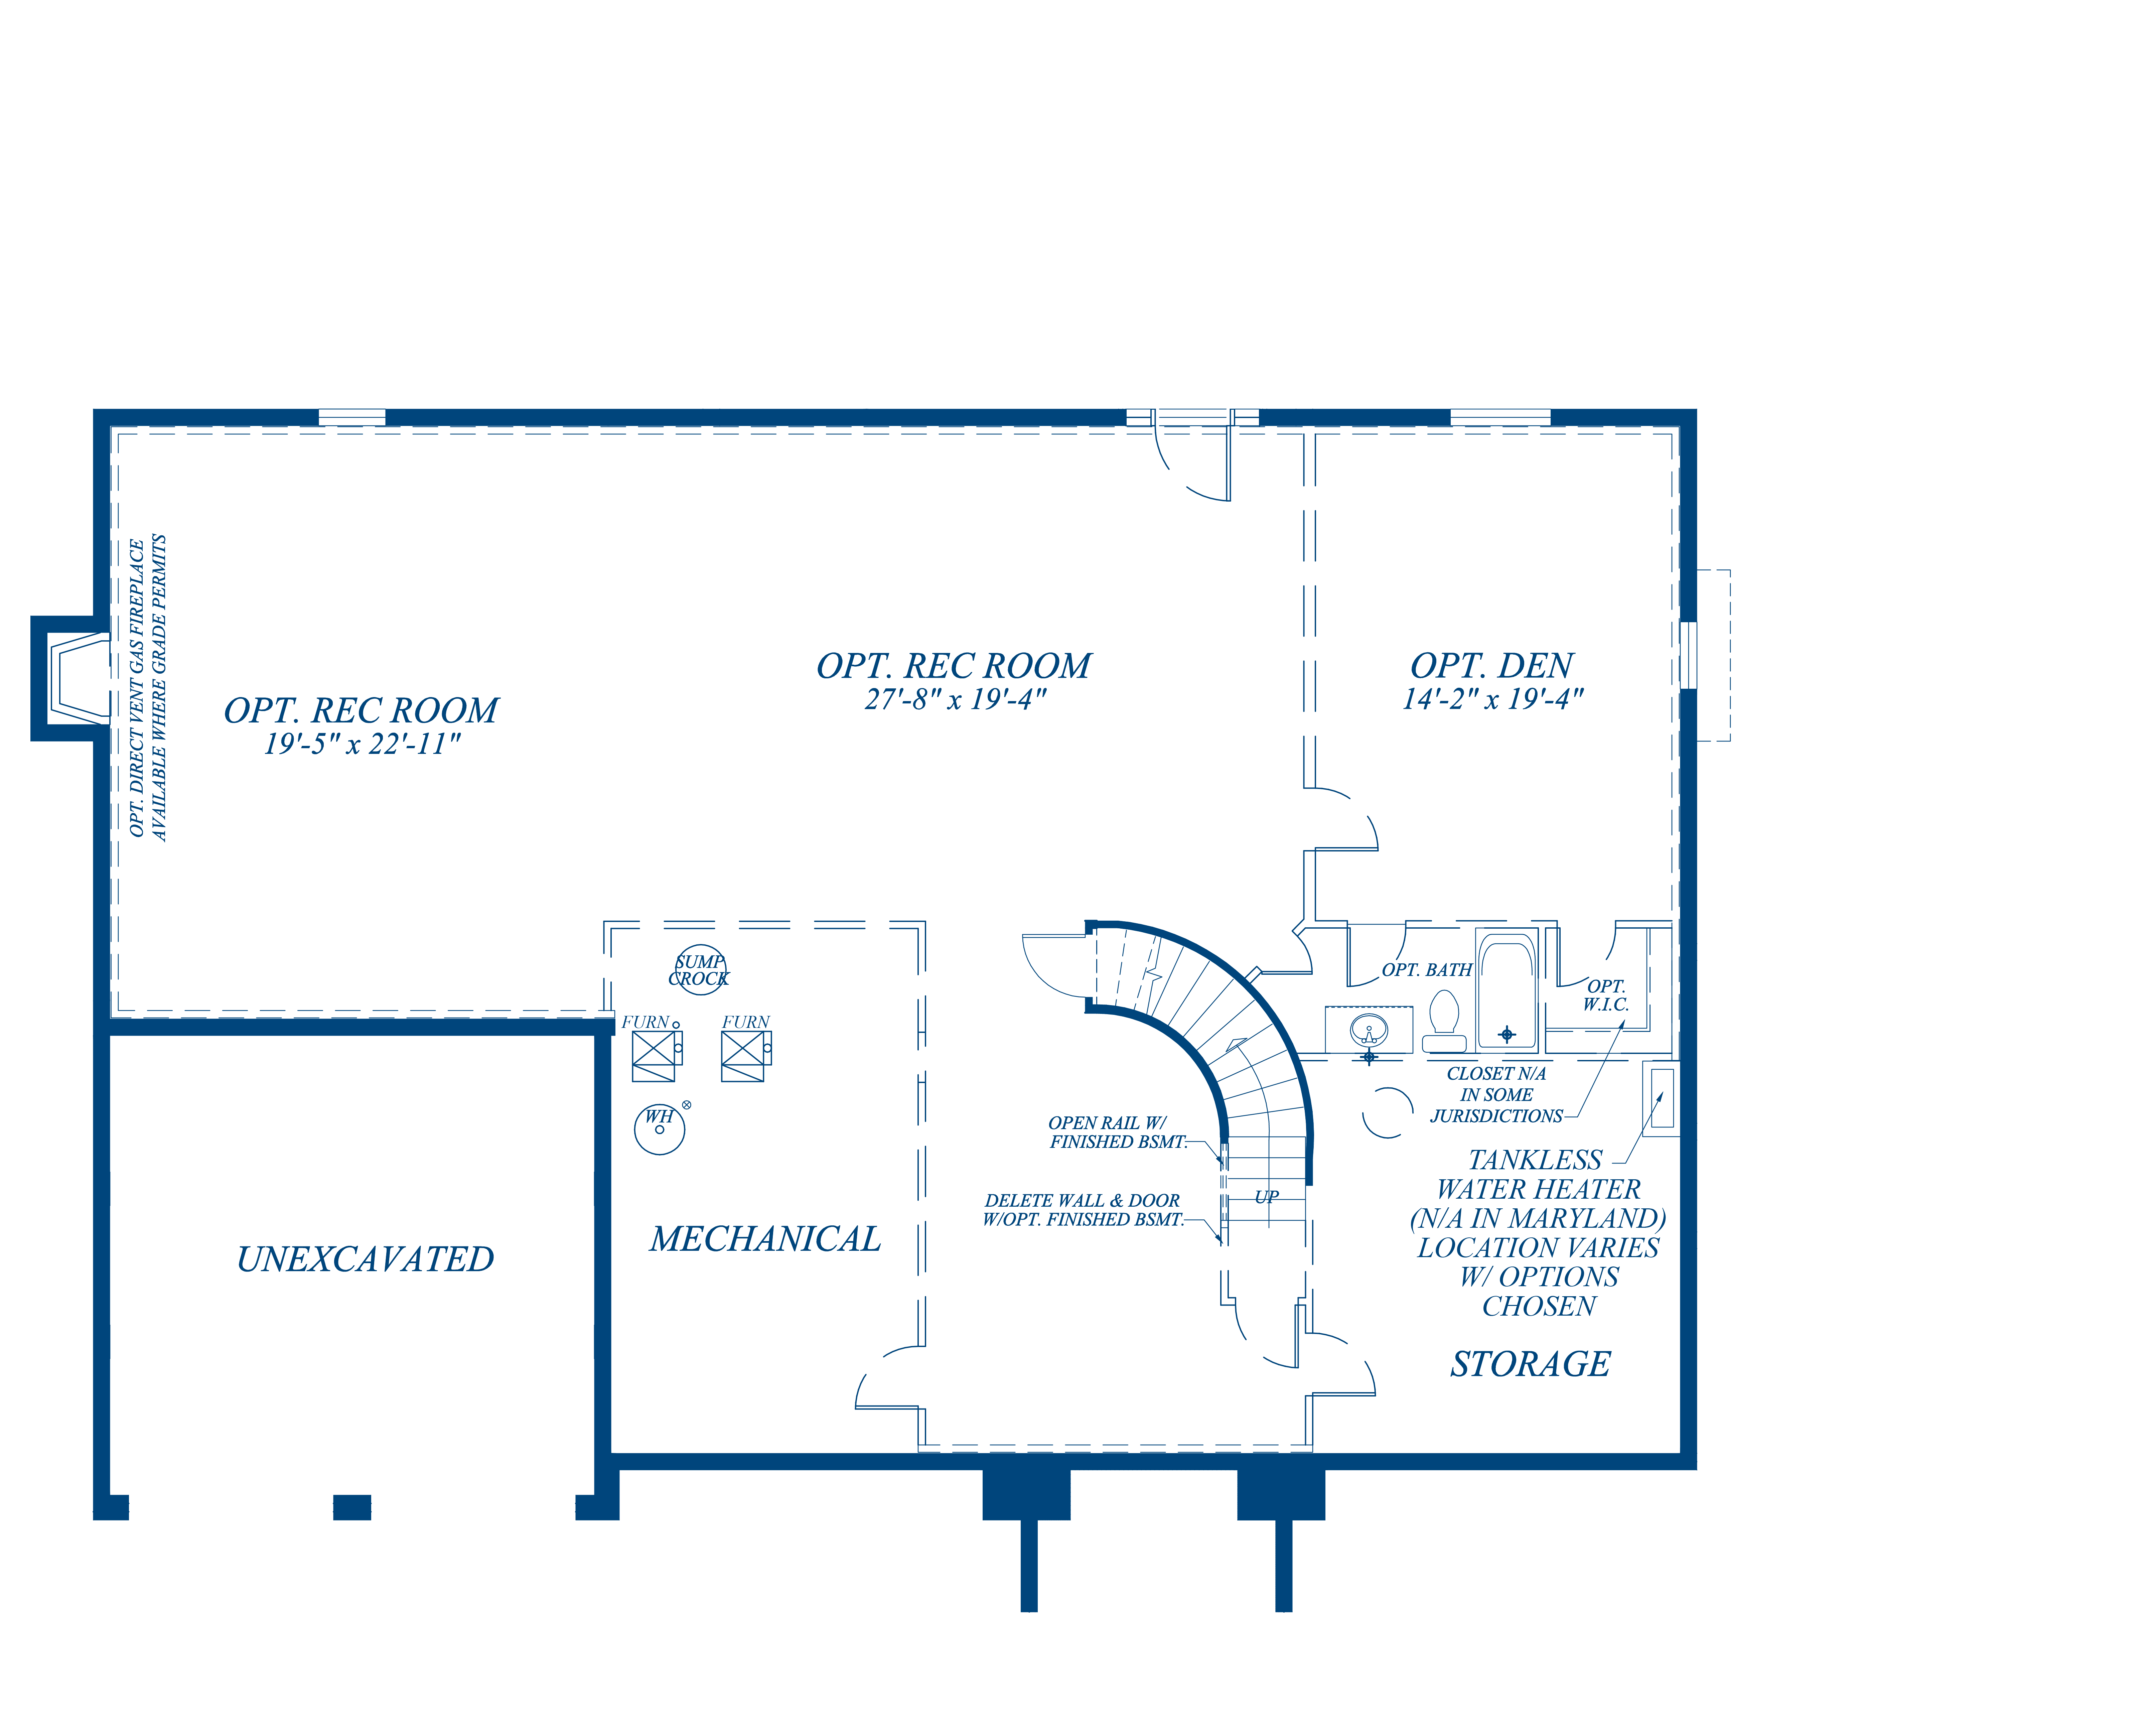 OPT. DIRECT VENT GAS FIREPLACE
AVAILABLE WHERE GRADE PERMITS
OPT. REC ROOM
19'-5" x 22'-11"
OPT. REC ROOM
27'-8" x 19'-4"
OPT. DEN
14'-2" x 19'-4"
SUMP
CROCK
FURN
FURN
WH
MECHANICAL
UNEXCAVATED
OPT. BATH
OPT.
W.I.C.
CLOSET N/A
IN SOME
JURISDICTIONS
OPEN RAIL W/
FINISHED BSMT.
DELETE WALL & DOOR
W/OPT. FINISHED BSMT.
UP
TANKLESS
WATER HEATER
(N/A IN MARYLAND)
LOCATION VARIES
W/ OPTIONS
CHOSEN
STORAGE